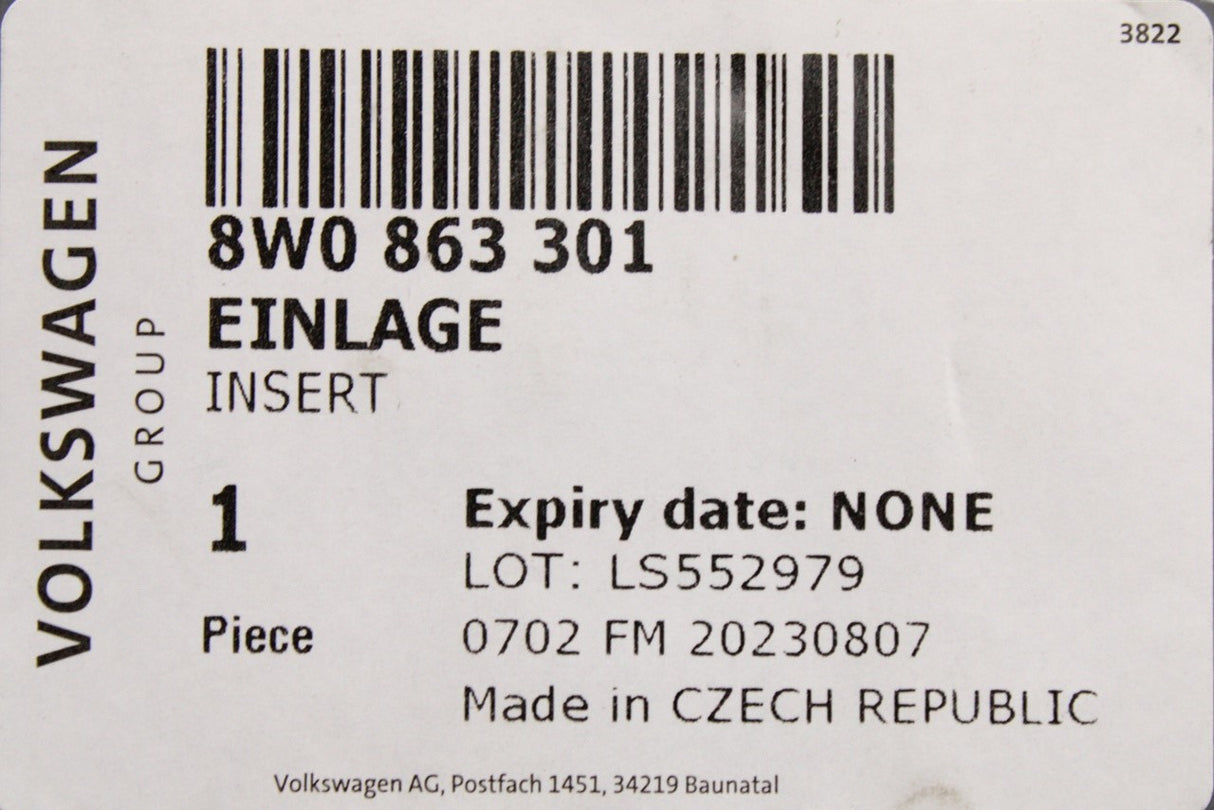 3822
VOLKSWAGEN
GROUP
8W0 863 301
EINLAGE
INSERT
1
Piece
Expiry date: NONE
LOT: LS552979
0702 FM 20230807
Made in CZECH REPUBLIC
Volkswagen AG, Postfach 1451, 34219 Baunatal